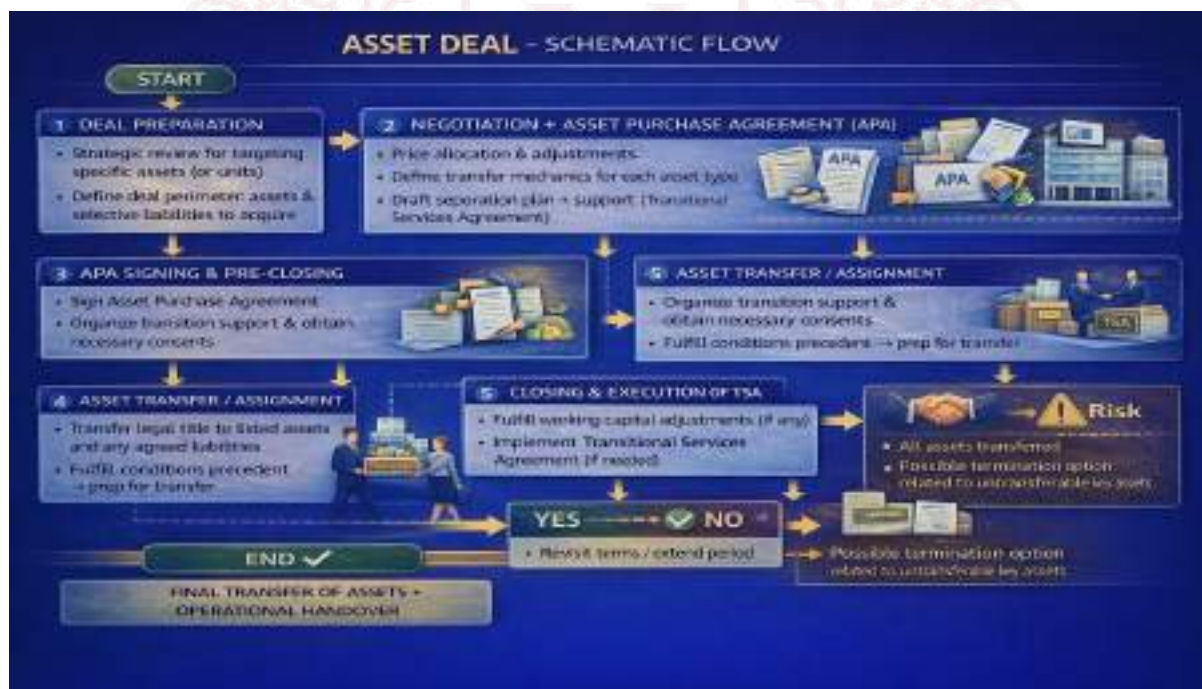 ASSET DEAL – SCHEMATIC FLOW
START
1 DEAL PREPARATION
• Strategic review for targeting
specific assets (or units)
• Define deal perimeter: assets &
selective liabilities to acquire
2 NEGOTIATION + ASSET PURCHASE AGREEMENT (APA)
• Price allocation & adjustments.
• Define transfer mechanics for each asset type
• Draft separation plan → support (Transitional
Services Agreement)
APA
APA
3 APA SIGNING & PRE-CLOSING
• Sign Asset Purchase Agreement
• Organize transition support & obtain
necessary consents
5 ASSET TRANSFER / ASSIGNMENT
• Organize transition support &
obtain necessary consents
• Fulfill conditions precedent → prep for transfer
TSA
4 ASSET TRANSFER / ASSIGNMENT
• Transfer legal title to listed assets
and any agreed liabilities
• Fulfill conditions precedent
→ prep for transfer
5 CLOSING & EXECUTION OF TSA
• Fulfill working capital adjustments (if any)
• Implement Transitional Services
Agreement (if needed)
Risk
• All assets transferred
• Possible termination option
related to untransferable key assets
YES NO
• Revisit terms / extend period
• Possible termination option
related to untransferable key assets
END
FINAL TRANSFER OF ASSETS +
OPERATIONAL HANDOVER